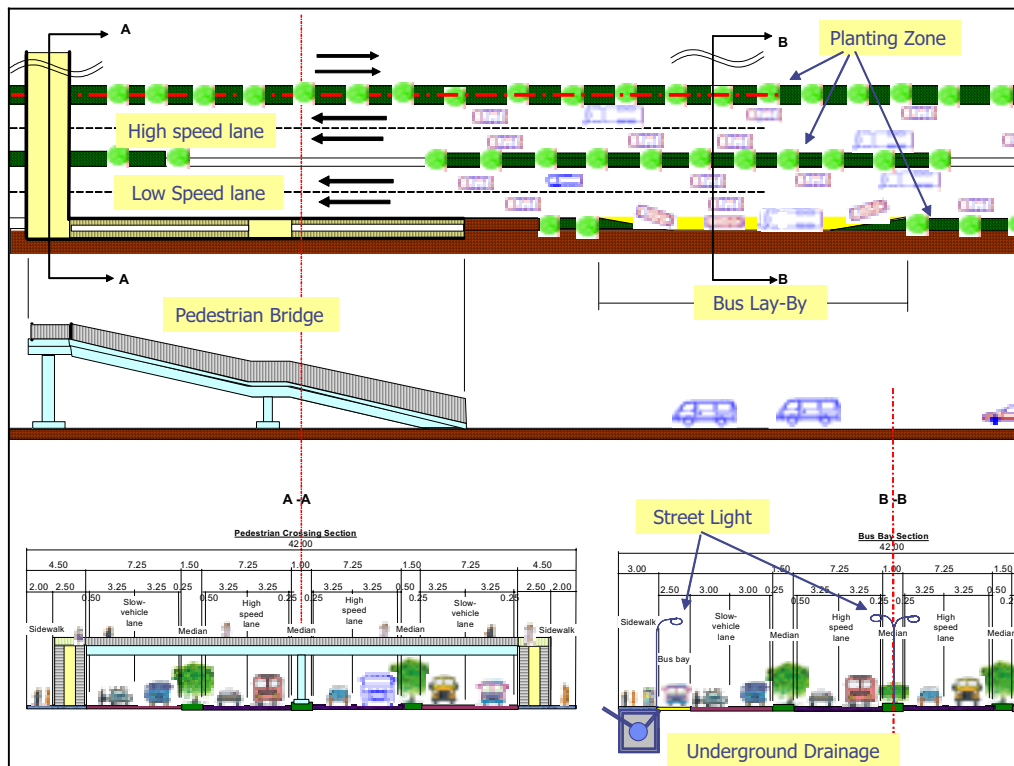 A
B
Planting Zone
High speed lane
Low Speed lane
A
B
Pedestrian Bridge
Bus Lay-By
A -A
B -B
Street Light
Pedestrian Crossing Section
42.00
Bus Bay Section
42.00
4.50 7.25 1.50 7.25 1.00 7.25 1.50 7.25 4.50
3.00 7.25 1.50 7.25 1.00 7.25 1.50
2.00 2.50 3.25 3.25 0.25 3.25 3.25 3.25 3.25 0.25 3.25 3.25 2.50 2.00
0.50 0.50 0.25 0.25 0.50 0.50
2.50 3.00 3.00 0.25 3.25 3.25 0.25 3.25 3.25 0.50
0.50 0.25
Sidewalk
Slow-vehicle lane
Median
High speed lane
Median
High speed lane
Median
Slow-vehicle lane
Sidewalk
Sidewalk
Bus bay
Slow-vehicle lane
Median
High speed lane
Median
High speed lane
Median
Underground Drainage